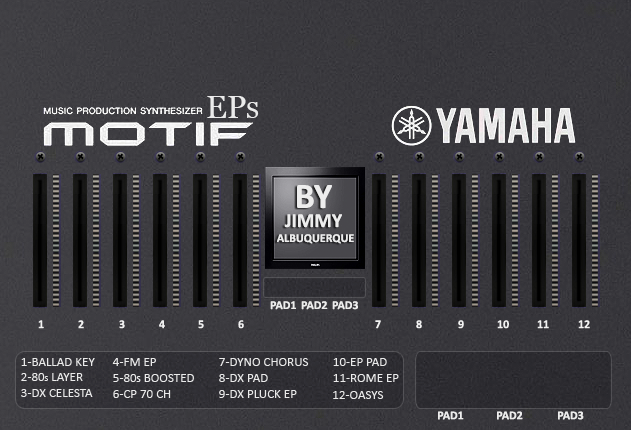 MUSIC PRODUCTION SYNTHESIZER EPs
MOTIF
YAMAHA
BY
JIMMY
ALBUQUERQUE
PAD1 PAD2 PAD3
1 2 3 4 5 6 7 8 9 10 11 12
1-BALLAD KEY 4-FM EP 7-DYNO CHORUS 10-EP PAD
2-80s LAYER 5-80s BOOSTED 8-DX PAD 11-ROME EP
3-DX CELESTA 6-CP 70 CH 9-DX PLUCK EP 12-OASYS
PAD1 PAD2 PAD3